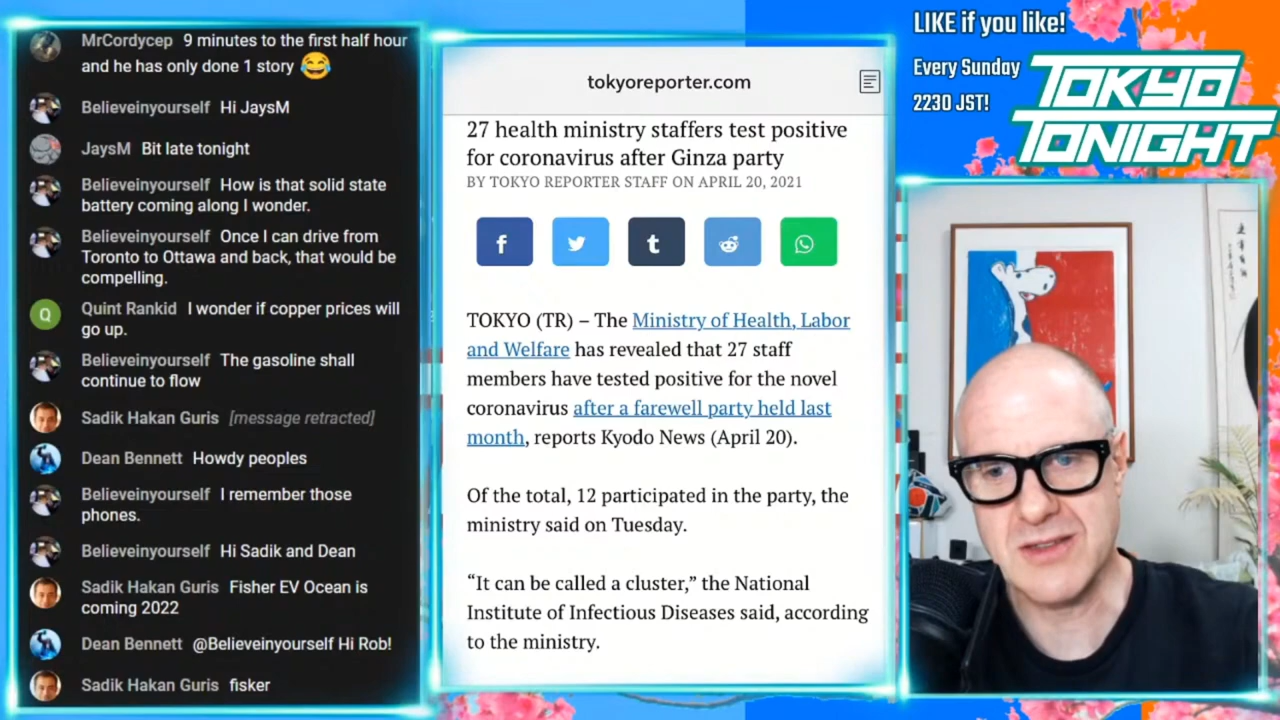 MrCordycep 9 minutes to the first half hour
and he has only done 1 story 😂
Believeinyourself Hi JaysM
JaysM Bit late tonight
Believeinyourself How is that solid state
battery coming along I wonder.
Believeinyourself Once I can drive from
Toronto to Ottawa and back, that would be
compelling.
Q
Quint Rankid I wonder if copper prices will
go up.
Believeinyourself The gasoline shall
continue to flow
Sadik Hakan Guris [message retracted]
Dean Bennett Howdy peoples
Believeinyourself I remember those
phones.
Believeinyourself Hi Sadik and Dean
Sadik Hakan Guris Fisher EV Ocean is
coming 2022
Dean Bennett @Believeinyourself Hi Rob!
Sadik Hakan Guris fisker
tokyoreporter.com
27 health ministry staffers test positive
for coronavirus after Ginza party
BY TOKYO REPORTER STAFF ON APRIL 20, 2021
TOKYO (TR) – The Ministry of Health, Labor
and Welfare has revealed that 27 staff
members have tested positive for the novel
coronavirus after a farewell party held last
month, reports Kyodo News (April 20).
Of the total, 12 participated in the party, the
ministry said on Tuesday.
“It can be called a cluster,” the National
Institute of Infectious Diseases said, according
to the ministry.
LIKE if you like!
Every Sunday
2230 JST!
TOKYO
TONIGHT